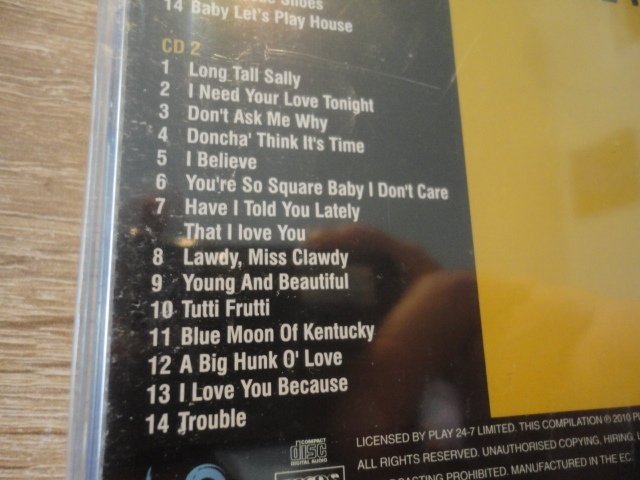 Shoes
14 Baby Let's Play House
CD 2
1 Long Tall Sally
2 I Need Your Love Tonight
3 Don't Ask Me Why
4 Doncha' Think It's Time
5 I Believe
6 You're So Square Baby I Don't Care
7 Have I Told You Lately
That I love You
8 Lawdy, Miss Clawdy
9 Young And Beautiful
10 Tutti Frutti
11 Blue Moon Of Kentucky
12 A Big Hunk O' Love
13 I Love You Because
14 Trouble
COMPACT
disc
DIGITAL AUDIO
LICENSED BY PLAY 24-7 LIMITED. THIS COMPILATION ℗ 2010
ALL RIGHTS RESERVED. UNAUTHORISED COPYING, HIRING,
PROHIBITED. MANUFACTURED IN THE EC.